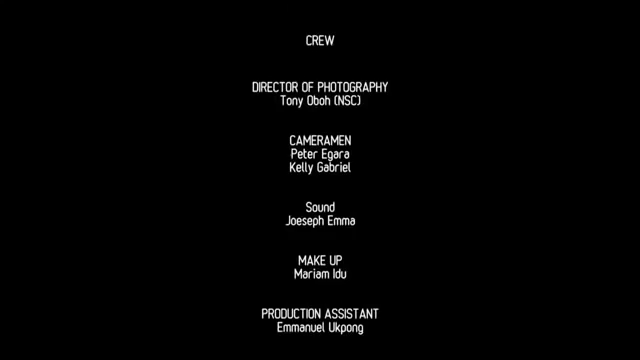 CREW
DIRECTOR OF PHOTOGRAPHY
Tony Oboh (NSC)
CAMERAMEN
Peter Egara
Kelly Gabriel
Sound
Joeseph Emma
MAKE UP
Mariam Idu
PRODUCTION ASSISTANT
Emmanuel Ukpong